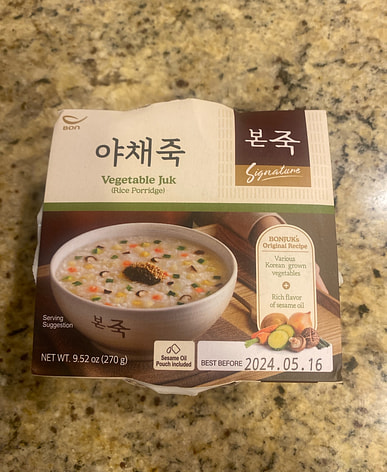 BON
야채죽
Vegetable Juk
(Rice Porridge)
본죽
Signature
BONJUK's
Original Recipe
Various
Korean grown
vegetables
+
Rich flavor
of sesame oil
본죽
Serving
Suggestion
NET WT. 9.52 oz (270 g)
Sesame Oil
Pouch Included
BEST BEFORE 2024.05.16